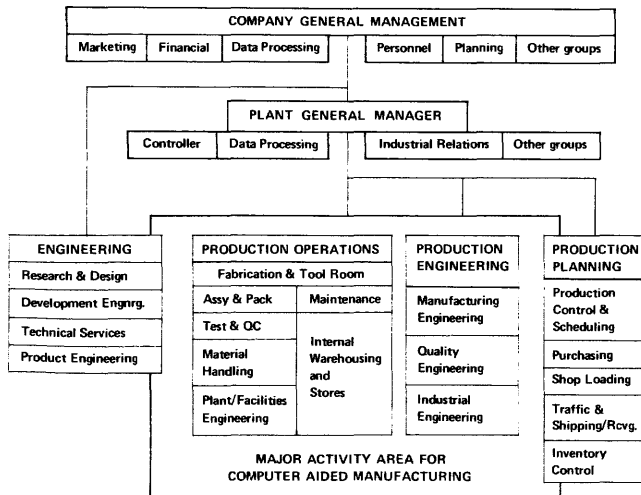 COMPANY GENERAL MANAGEMENT
Marketing
Financial
Data Processing
Personnel
Planning
Other groups
PLANT GENERAL MANAGER
Controller
Data Processing
Industrial Relations
Other groups
ENGINEERING
Research & Design
Development Engnrg.
Technical Services
Product Engineering
PRODUCTION OPERATIONS
Fabrication & Tool Room
Assy & Pack
Test & QC
Material
Handling
Plant/Facilities
Engineering
Maintenance
Internal
Warehousing
and
Stores
PRODUCTION
ENGINEERING
Manufacturing
Engineering
Quality
Engineering
Industrial
Engineering
PRODUCTION
PLANNING
Production
Control &
Scheduling
Purchasing
Shop Loading
Traffic &
Shipping/Rcvg.
Inventory
Control
MAJOR ACTIVITY AREA FOR
COMPUTER AIDED MANUFACTURING